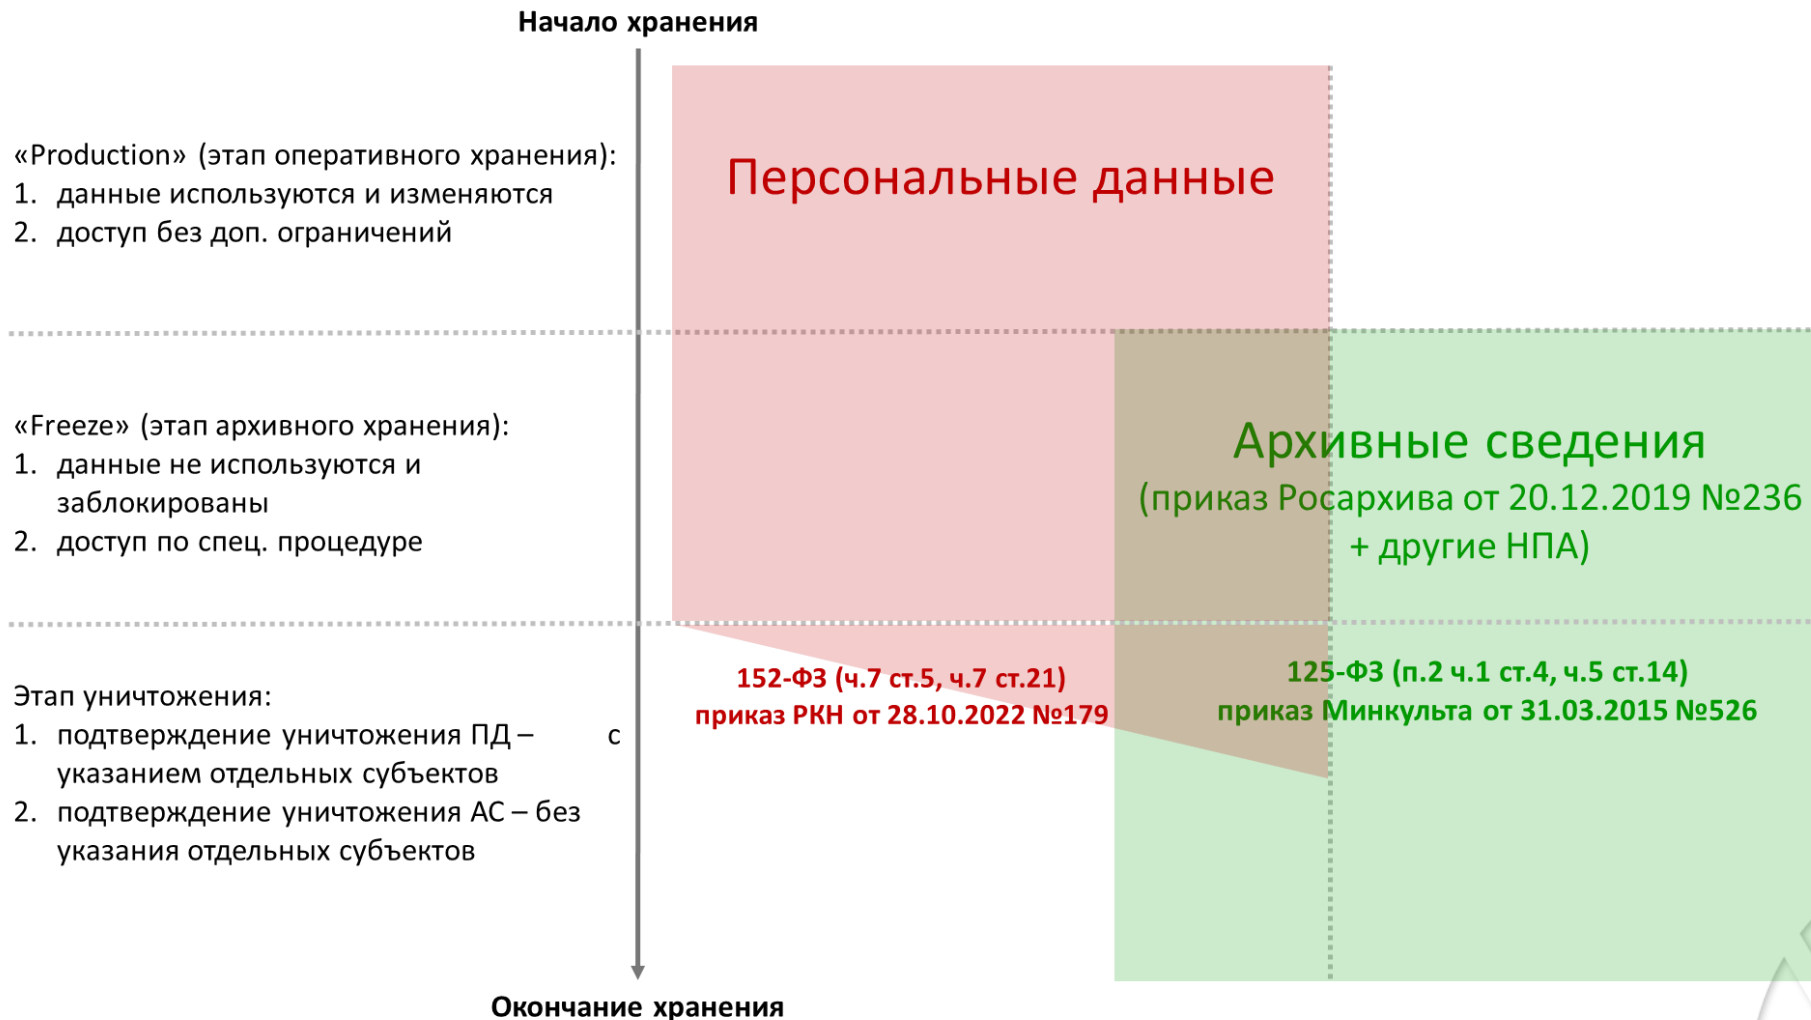 Начало хранения
«Production» (этап оперативного хранения):
1. данные используются и изменяются
2. доступ без доп. ограничений
Персональные данные
«Freeze» (этап архивного хранения):
1. данные не используются и
заблокированы
2. доступ по спец. процедуре
Архивные сведения
(приказ Росархива от 20.12.2019 №236
+ другие НПА)
Этап уничтожения:
1. подтверждение уничтожения ПД – с
указанием отдельных субъектов
2. подтверждение уничтожения АС – без
указания отдельных субъектов
152-ФЗ (ч.7 ст.5, ч.7 ст.21)
приказ РКН от 28.10.2022 №179
125-ФЗ (п.2 ч.1 ст.4, ч.5 ст.14)
приказ Минкульта от 31.03.2015 №526
Окончание хранения